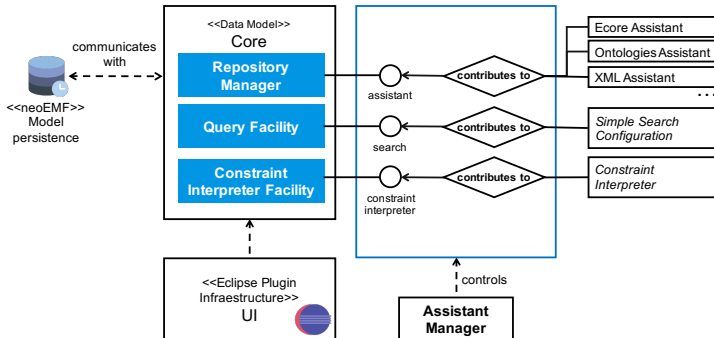 communicates
with
<<neoEMF>>
Model
persistence
<<Data Model>>
Core
Repository
Manager
Query Facility
Constraint
Interpreter Facility
<<Eclipse Plugin
Infraestructure>>
UI
assistant
search
constraint
interpreter
contributes to
contributes to
contributes to
controls
Assistant
Manager
Ecore Assistant
Ontologies Assistant
XML Assistant
...
Simple Search
Configuration
Constraint
Interpreter